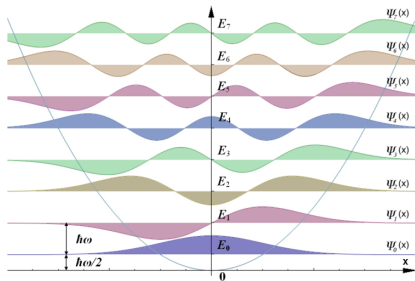 E₇ ψ₇(x)
E₆ ψ₆(x)
E₅ ψ₅(x)
E₄ ψ₄(x)
E₃ ψ₃(x)
E₂ ψ₂(x)
E₁ ψ₁(x)
ħω E₀ ψ₀(x)
ħω/2 x
0